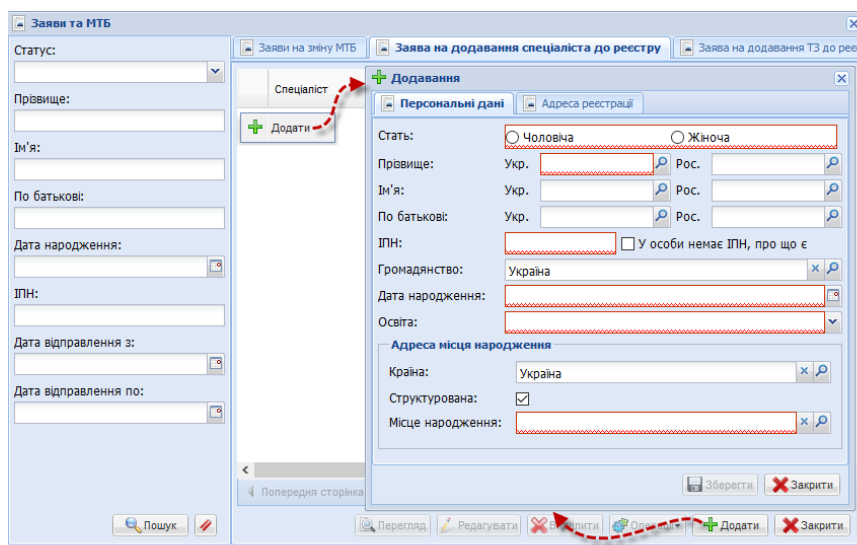 Заяви та МТБ
Статус:
Прізвище:
Ім'я:
По батькові:
Дата народження:
ІПН:
Дата відправлення з:
Дата відправлення по:
Пошук
Заяви на зміну МТБ
Заява на додавання спеціаліста до реєстру
Заява на додавання ТЗ до реє
Спеціаліст
Додати
Додавання
Персональні дані
Адреса реєстрації
Стать:
Чоловіча
Жіноча
Прізвище: Укр. Рос.
Ім'я: Укр. Рос.
По батькові: Укр. Рос.
ІПН: У особи немає ІПН, про що є
Громадянство: Україна
Дата народження:
Освіта:
Адреса місця народження
Країна: Україна
Структурована:
Місце народження:
Зберегти Закрити
Попередня сторінка
Перегляд Редагувати Додати Закрити